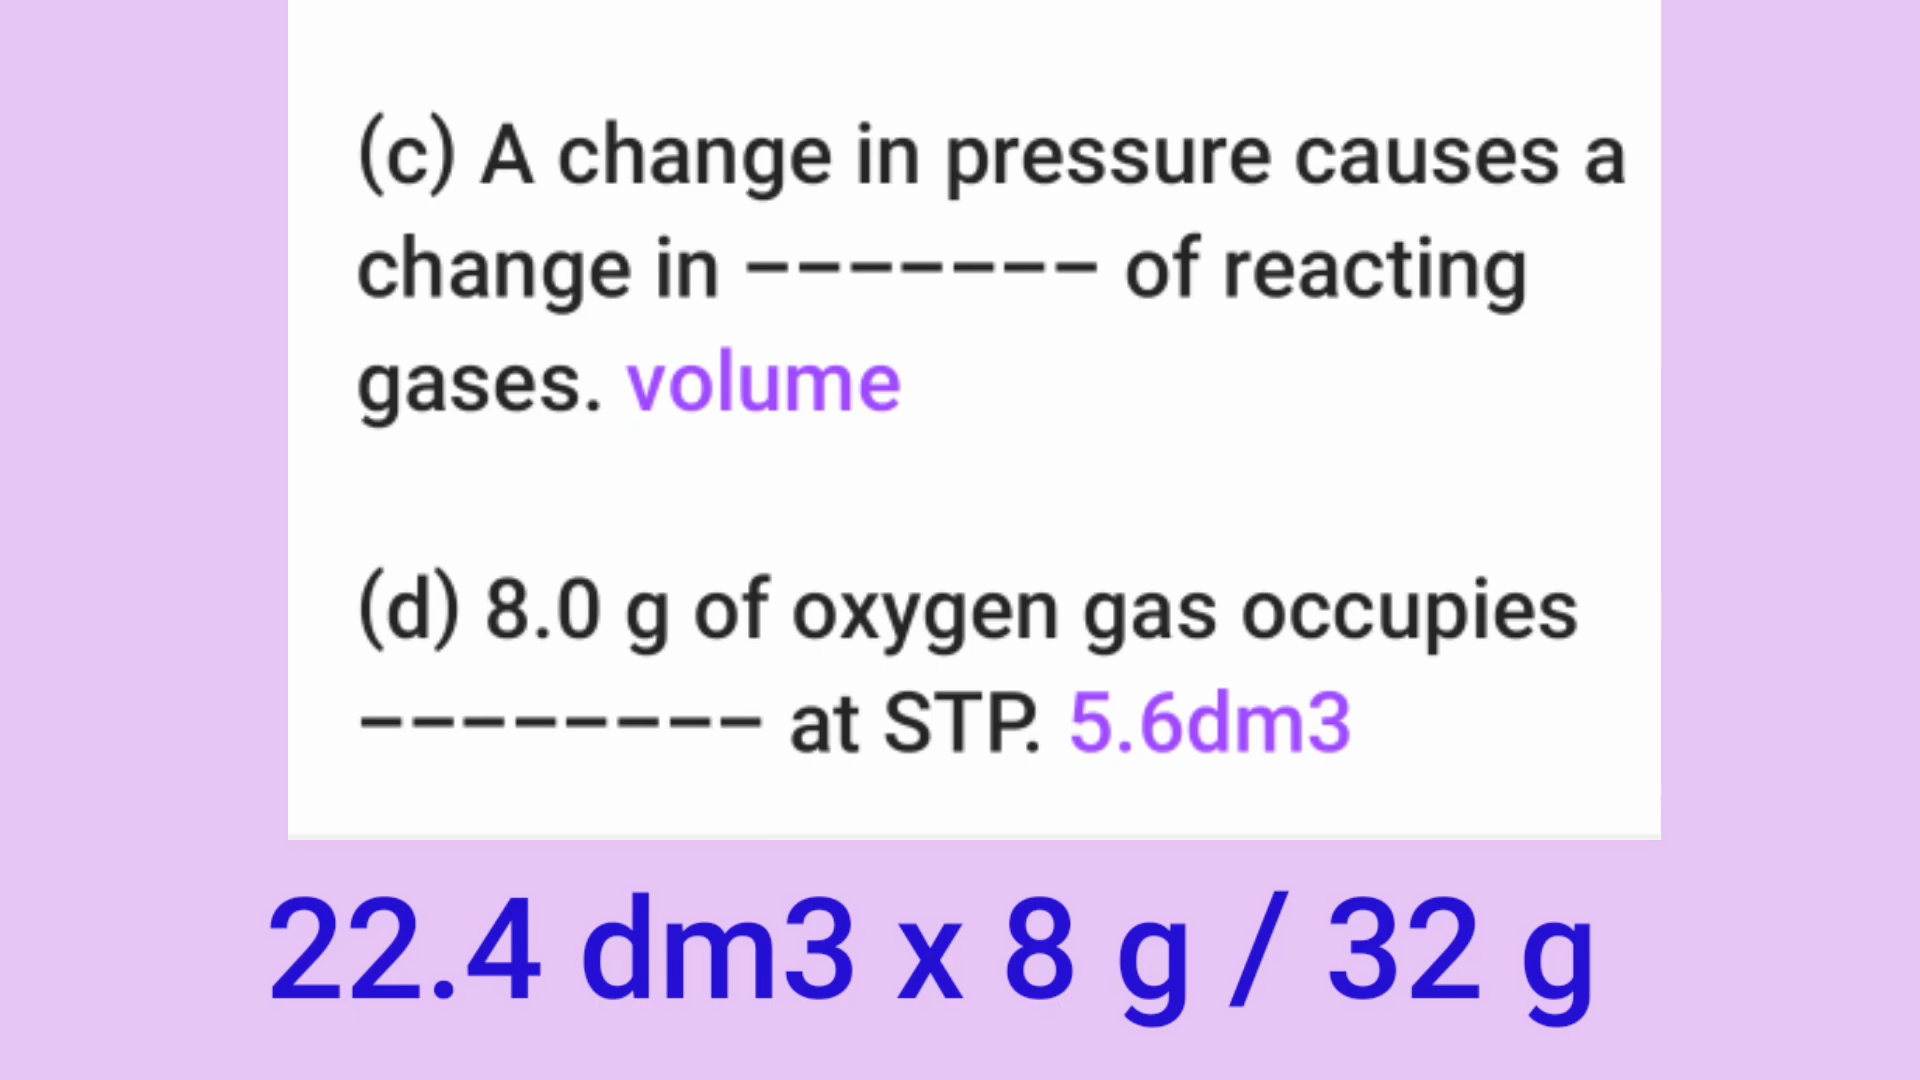 (c) A change in pressure causes a
change in ------- of reacting
gases. volume
(d) 8.0 g of oxygen gas occupies
-------- at STP. 5.6dm3
22.4 dm3 x 8 g / 32 g